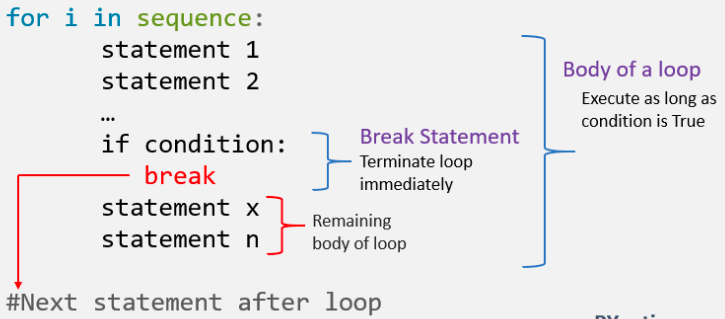 for i in sequence:
statement 1
statement 2
…
if condition:
break
statement x
statement n
#Next statement after loop
Break Statement
Terminate loop
immediately
Remaining
body of loop
Body of a loop
Execute as long as
condition is True